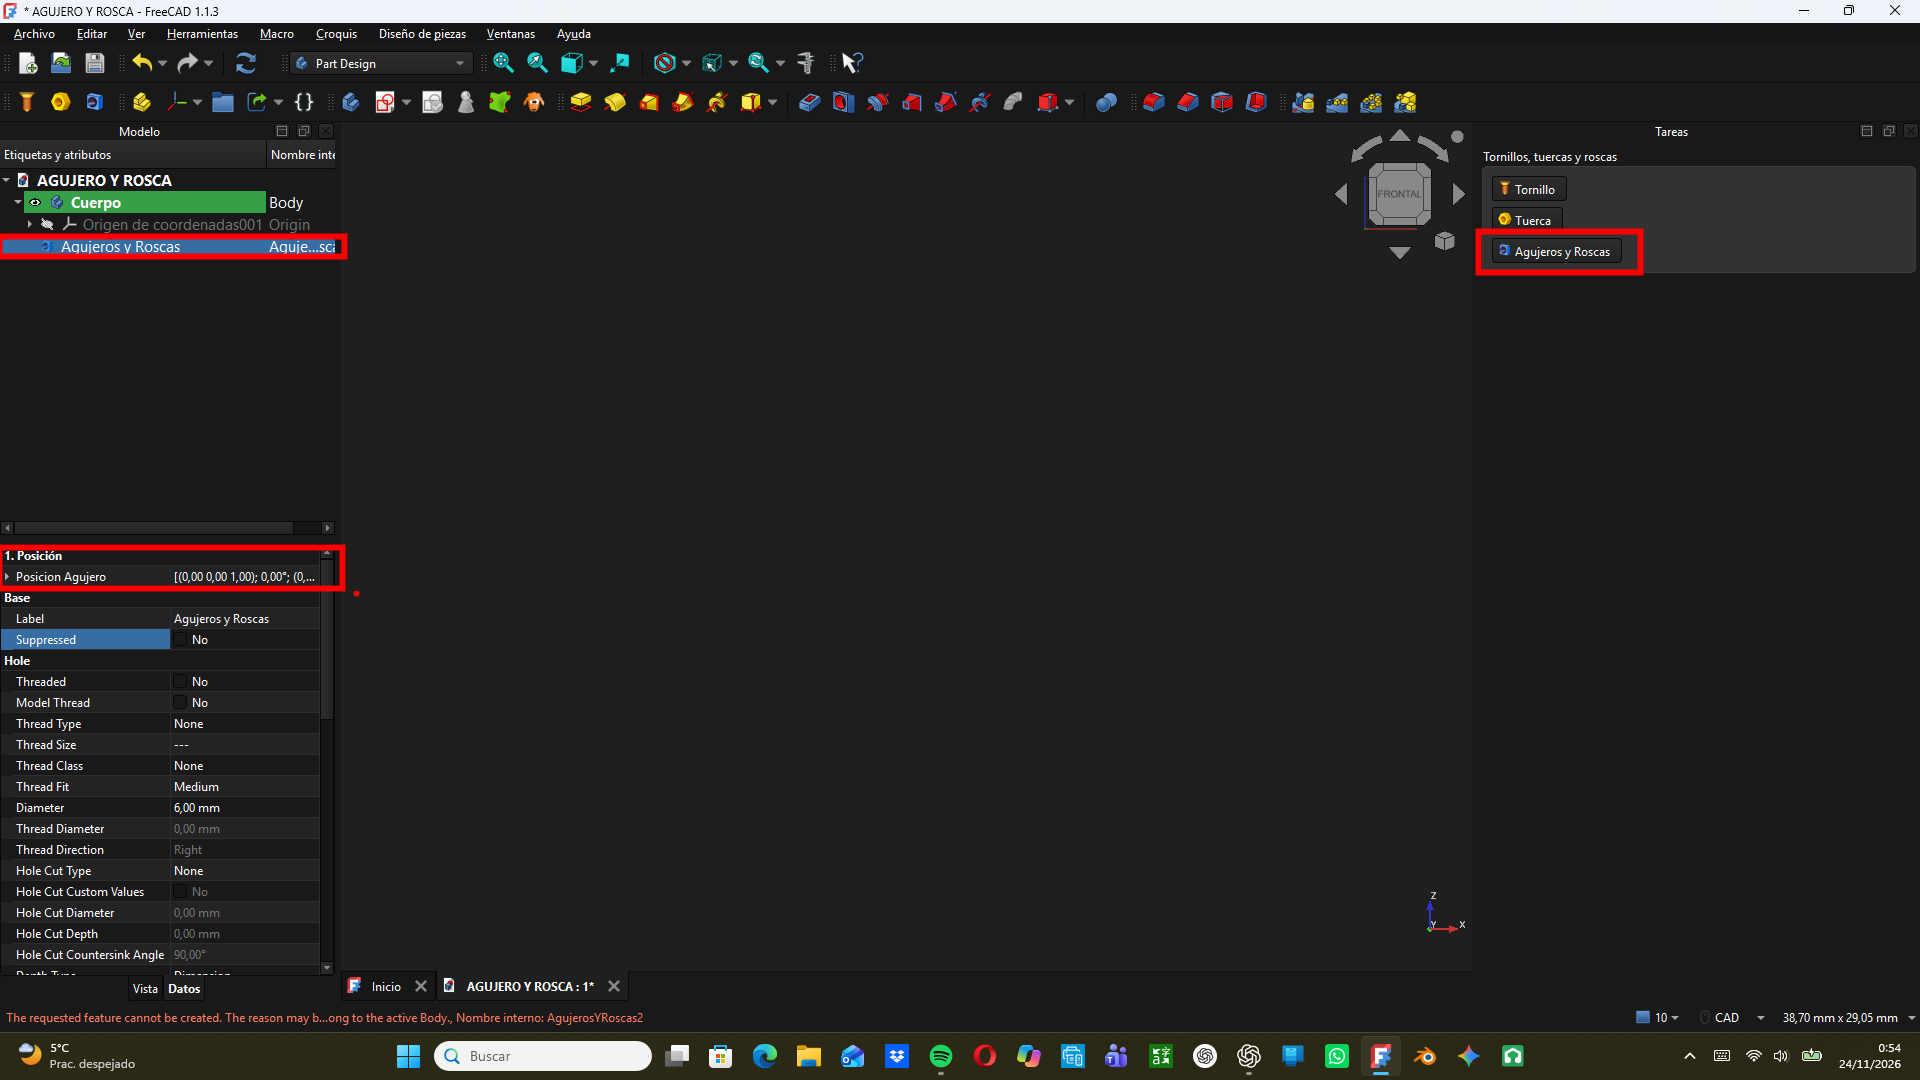 * AGUJERO Y ROSCA - FreeCAD 1.1.3
Archivo Editar Ver Herramientas Macro Croquis Diseño de piezas Ventanas Ayuda
Part Design
Modelo
Etiquetas y atributos Nombre inte
AGUJERO Y ROSCA
Cuerpo Body
Origen de coordenadas001 Origin
Agujeros y Roscas Aguje...sca
1. Posición
Posicion Agujero [(0,00 0,00 1,00); 0,00°; (0,...
Base
Label Agujeros y Roscas
Suppressed No
Hole
Threaded No
Model Thread No
Thread Type None
Thread Size ---
Thread Class None
Thread Fit Medium
Diameter 6,00 mm
Thread Diameter 0,00 mm
Thread Direction Right
Hole Cut Type None
Hole Cut Custom Values No
Hole Cut Diameter 0,00 mm
Hole Cut Depth 0,00 mm
Hole Cut Countersink Angle 90,00°
Depth Type Dimension
Vista Datos
FRONTAL
Z
Y
X
Tareas
Tornillos, tuercas y roscas
Tornillo
Tuerca
Agujeros y Roscas
Inicio AGUJERO Y ROSCA : 1*
The requested feature cannot be created. The reason may b...ong to the active Body., Nombre interno: AgujerosYRoscas2
10 CAD 38,70 mm x 29,05 mm
5°C
Prac. despejado
Buscar
0:54
24/11/2026